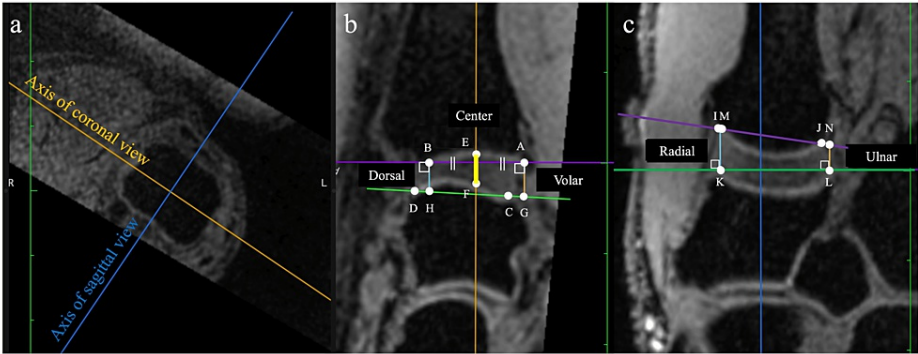 a
Axis of coronal view
R
L
Axis of sagittal view
b
Center
B
E
A
Dorsal
Volar
F
D H
C G
c
I M
J N
Radial
Ulnar
K
L